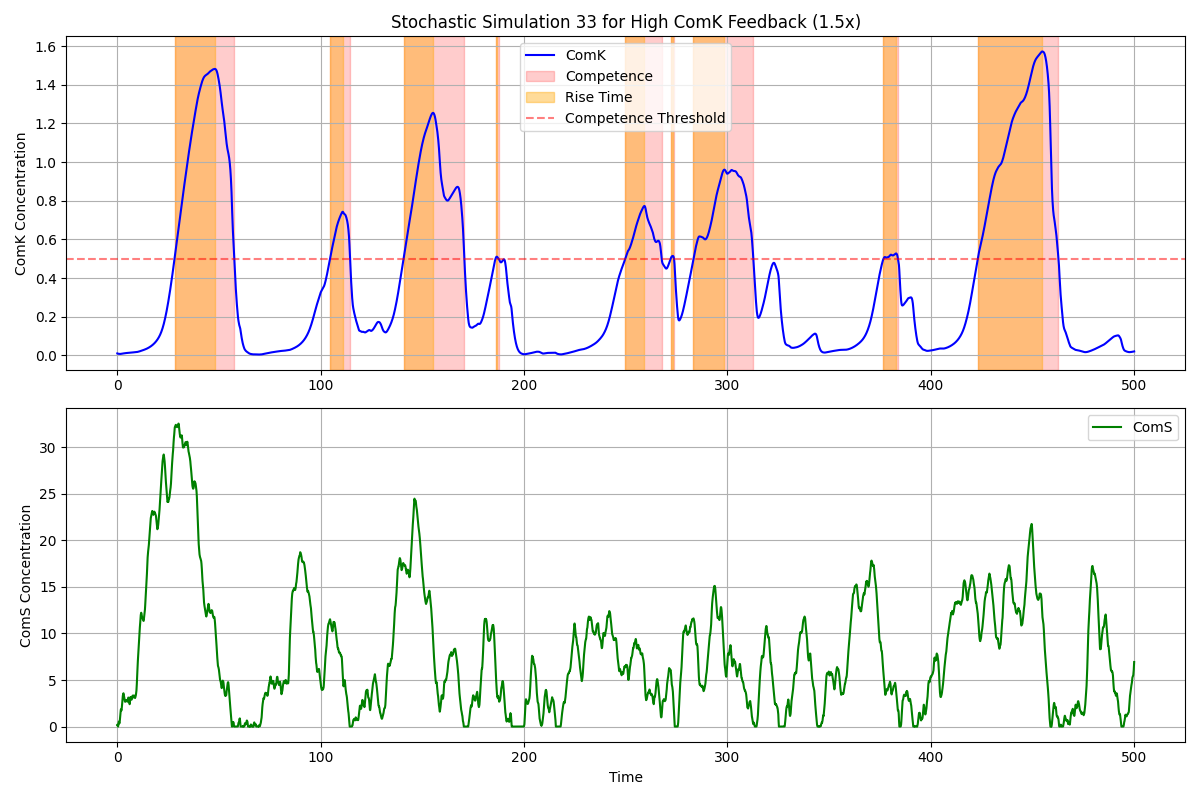 Stochastic Simulation 33 for High ComK Feedback (1.5x)
ComK Concentration
1.6
1.4
1.2
1.0
0.8
0.6
0.4
0.2
0.0
ComK
Competence
Rise Time
Competence Threshold
0 100 200 300 400 500
ComS Concentration
30
25
20
15
10
5
0
ComS
0 100 200 300 400 500
Time